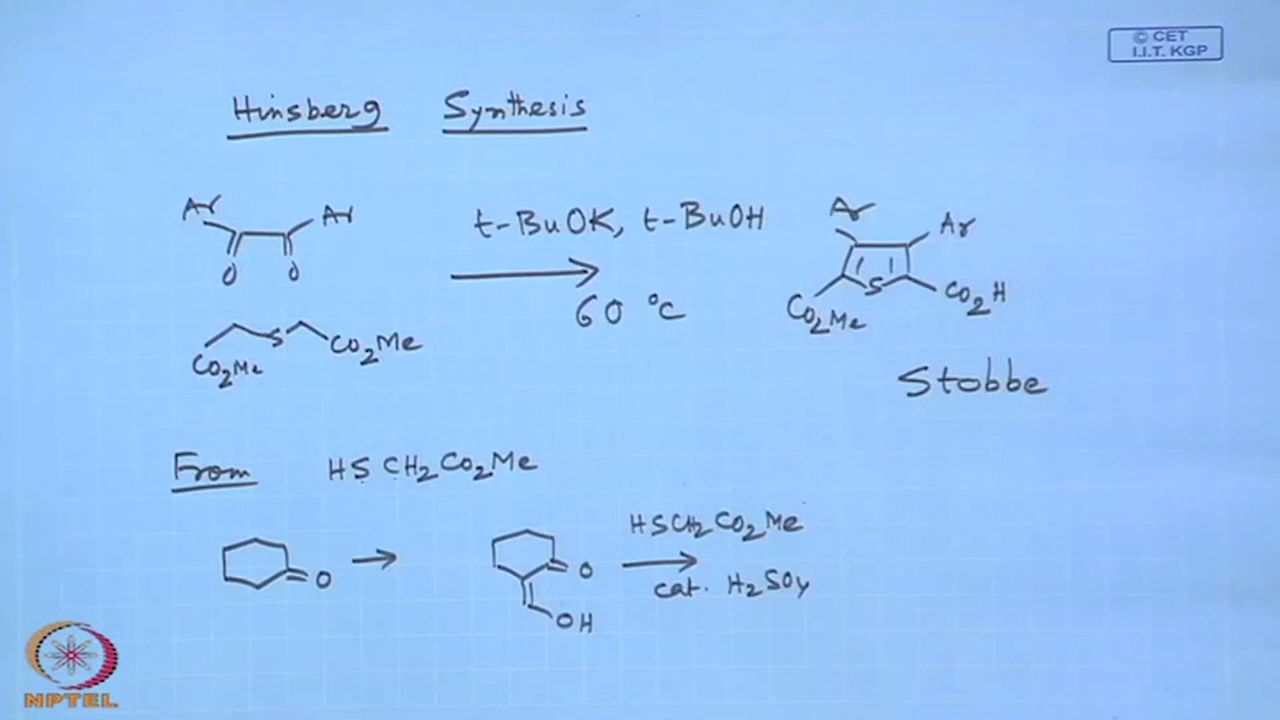 © CET
I.I.T. KGP
Hinsberg Synthesis
Ar Ar
O O
t-BuOK, t-BuOH
60 °C
Ar Ar
S
CO2Me CO2H
S
CO2Me CO2Me
Stobbe
From HSCH2CO2Me
O
O
OH
HSCH2CO2Me
cat. H2SO4
NPTEL